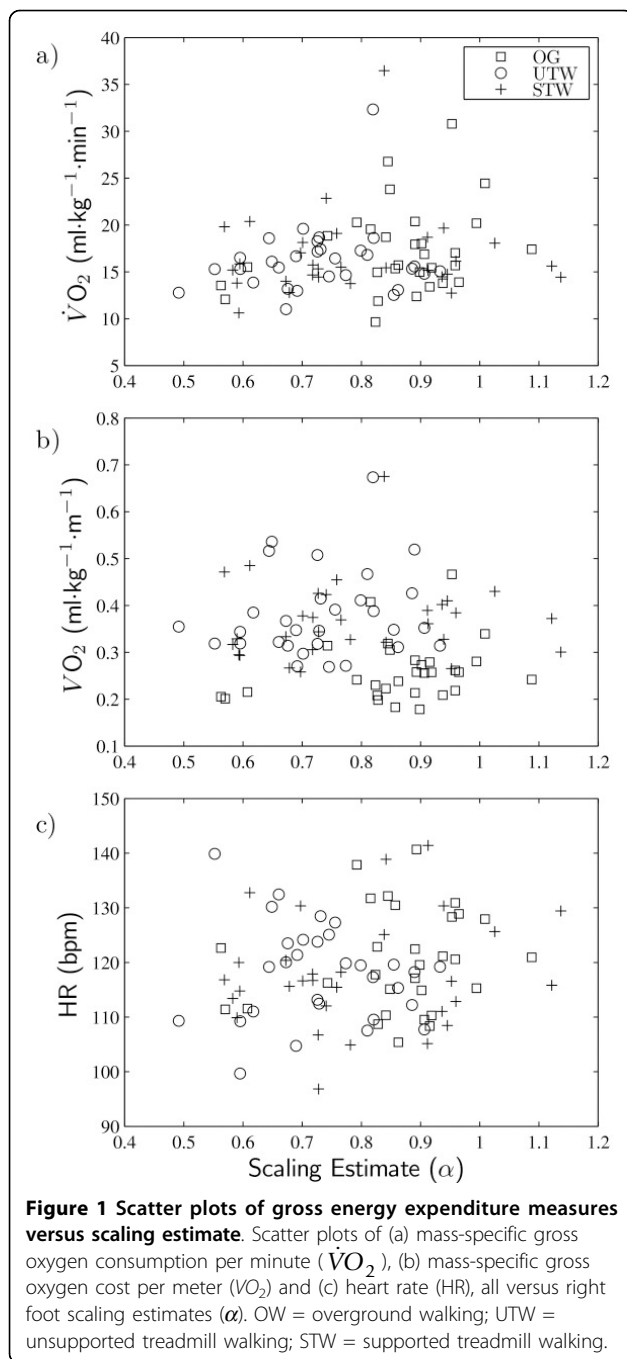 a)
OG
UTW
STW
40
35
30
25
20
15
10
5
V̇O₂ (ml·kg⁻¹·min⁻¹)
0.4 0.5 0.6 0.7 0.8 0.9 1 1.1 1.2
b)
0.8
0.7
0.6
0.5
0.4
0.3
0.2
0.1
VO₂ (ml·kg⁻¹·m⁻¹)
0.4 0.5 0.6 0.7 0.8 0.9 1 1.1 1.2
c)
150
140
130
120
110
100
90
HR (bpm)
0.4 0.5 0.6 0.7 0.8 0.9 1 1.1 1.2
Scaling Estimate (α)
Figure 1 Scatter plots of gross energy expenditure measures
versus scaling estimate. Scatter plots of (a) mass-specific gross
oxygen consumption per minute (V̇O₂), (b) mass-specific gross
oxygen cost per meter (VO₂) and (c) heart rate (HR), all versus right
foot scaling estimates (α). OW = overground walking; UTW =
unsupported treadmill walking; STW = supported treadmill walking.